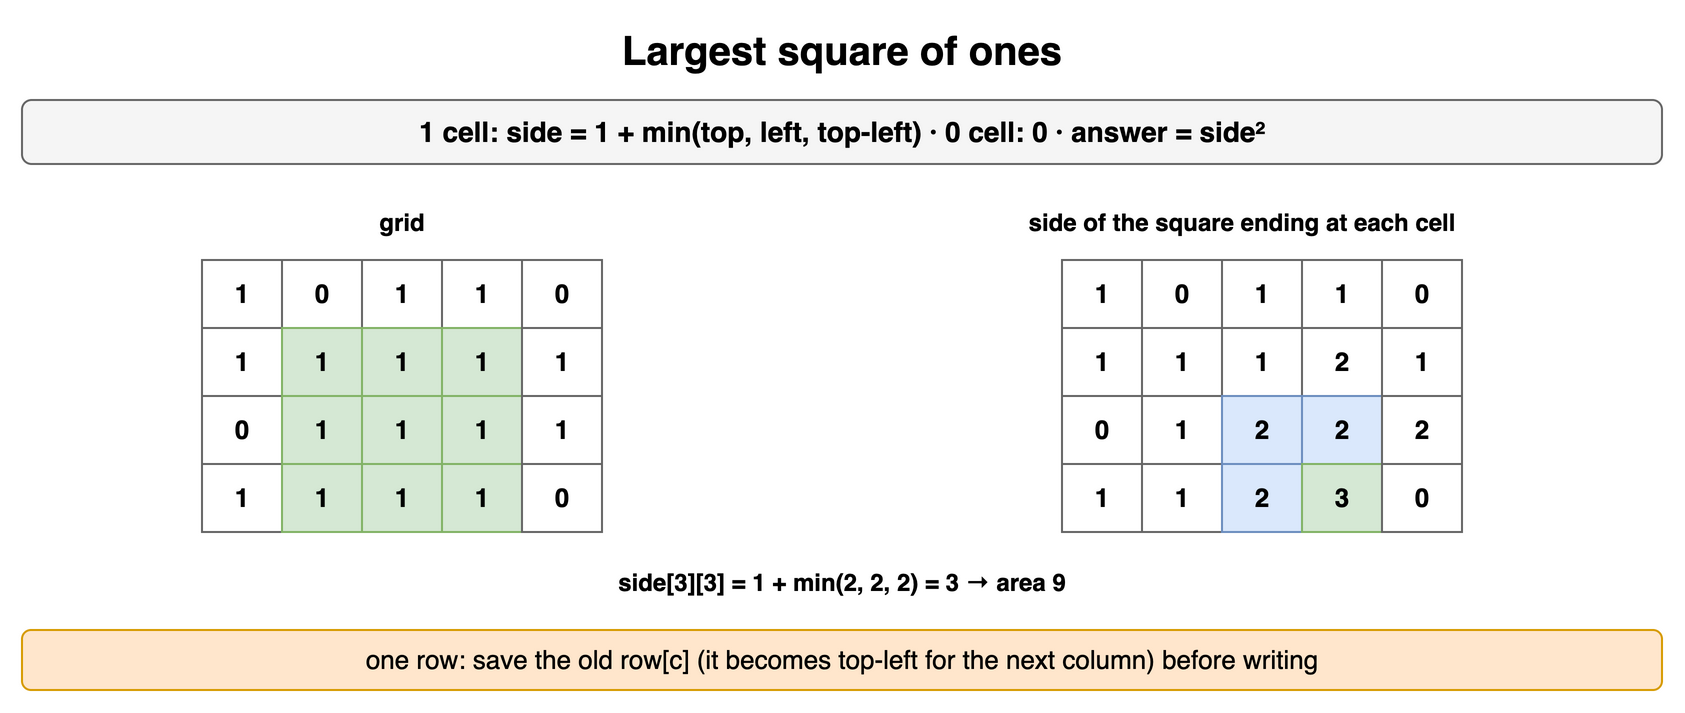 Largest square of ones
1 cell: side = 1 + min(top, left, top-left) · 0 cell: 0 · answer = side²
grid
1 0 1 1 0
1 1 1 1 1
0 1 1 1 1
1 1 1 1 0
side of the square ending at each cell
1 0 1 1 0
1 1 1 2 1
0 1 2 2 2
1 1 2 3 0
side[3][3] = 1 + min(2, 2, 2) = 3 → area 9
one row: save the old row[c] (it becomes top-left for the next column) before writing